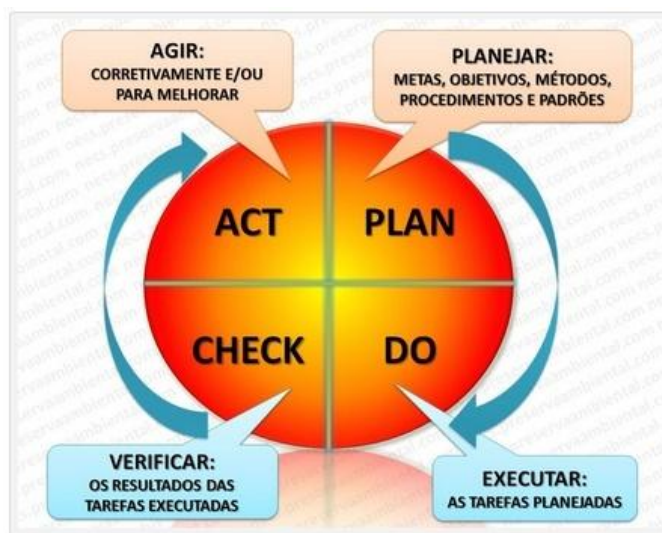 AGIR:
CORRETIVAMENTE E/OU
PARA MELHORAR
PLANEJAR:
METAS, OBJETIVOS, MÉTODOS,
PROCEDIMENTOS E PADRÕES
ACT
PLAN
CHECK
DO
VERIFICAR:
OS RESULTADOS DAS
TAREFAS EXECUTADAS
EXECUTAR:
AS TAREFAS PLANEJADAS